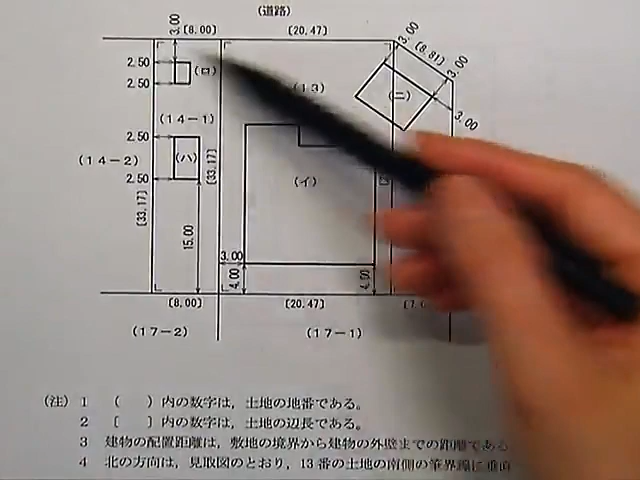 (道路)
3.00
〔8.00〕
〔20.47〕
3.00
〔8.81〕
3.00
3.00
2.50
2.50
(ロ)
13)
(ニ)
(14-1)
(14-2)
2.50
2.50
(ハ)
〔33.17〕
〔33.17〕
(イ)
15.00
3.00
4.00
4.00
〔8.00〕
〔20.47〕
(17-2)
(17-1)
(注) 1 ( )内の数字は,土地の地番である。
2 〔 〕内の数字は,土地の辺長である。
3 建物の配置距離は,敷地の境界から建物の外壁までの距離である
4 北の方向は,見取図のとおり,13番の土地の南側の筆界線に垂直